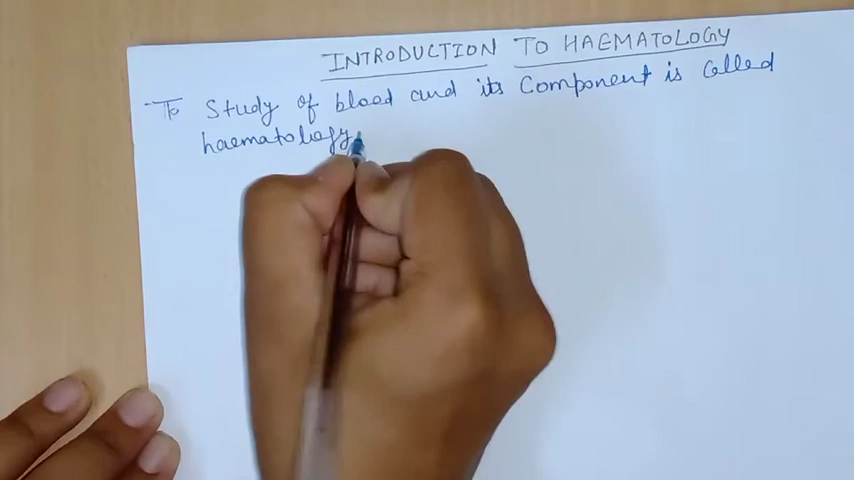 INTRODUCTION TO HAEMATOLOGY
To Study of blood and its Component is Called
haematology